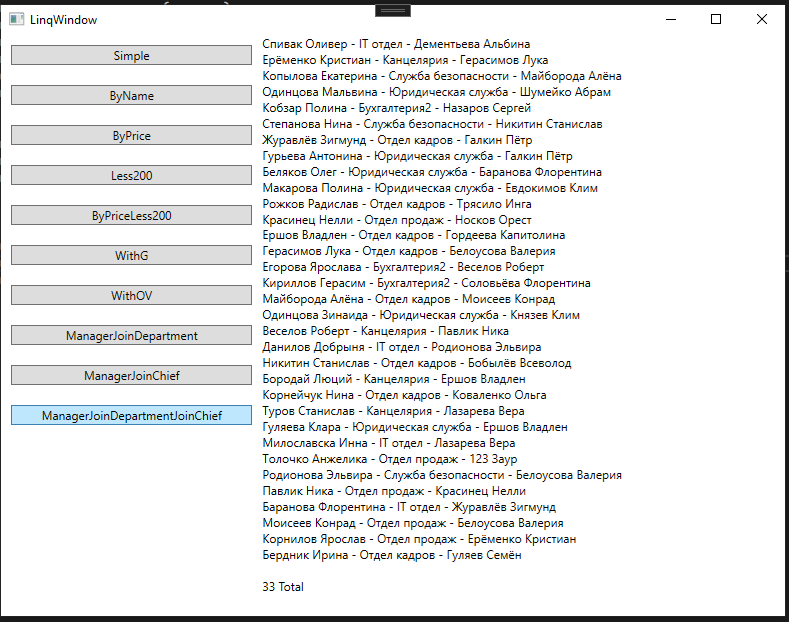 LinqWindow
Simple
ByName
ByPrice
Less200
ByPriceLess200
WithG
WithOV
ManagerJoinDepartment
ManagerJoinChief
ManagerJoinDepartmentJoinChief
Спивак Оливер - IT отдел - Дементьева Альбина
Ерёменко Кристиан - Канцелярия - Герасимов Лука
Копылова Екатерина - Служба безопасности - Майборода Алёна
Одинцова Мальвина - Юридическая служба - Шумейко Абрам
Кобзар Полина - Бухгалтерия2 - Назаров Сергей
Степанова Нина - Служба безопасности - Никитин Станислав
Журавлёв Зигмунд - Отдел кадров - Галкин Пётр
Гурьева Антонина - Юридическая служба - Галкин Пётр
Беляков Олег - Юридическая служба - Баранова Флорентина
Макарова Полина - Юридическая служба - Евдокимов Клим
Рожков Радислав - Отдел кадров - Трясило Инга
Красинец Нелли - Отдел продаж - Носков Орест
Ершов Владлен - Отдел кадров - Гордеева Капитолина
Герасимов Лука - Отдел кадров - Белоусова Валерия
Егорова Ярослава - Бухгалтерия2 - Веселов Роберт
Кириллов Герасим - Бухгалтерия2 - Соловьёва Флорентина
Майборода Алёна - Отдел кадров - Моисеев Конрад
Одинцова Зинаида - Юридическая служба - Князев Клим
Веселов Роберт - Канцелярия - Павлик Ника
Данилов Добрыня - IT отдел - Родионова Эльвира
Никитин Станислав - Отдел кадров - Бобылёв Всеволод
Бородай Люций - Канцелярия - Ершов Владлен
Корнейчук Нина - Отдел кадров - Коваленко Ольга
Туров Станислав - Канцелярия - Лазарева Вера
Гуляева Клара - Юридическая служба - Ершов Владлен
Милославска Инна - IT отдел - Лазарева Вера
Толочко Анжелика - Отдел продаж - 123 Заур
Родионова Эльвира - Служба безопасности - Белоусова Валерия
Павлик Ника - Отдел продаж - Красинец Нелли
Баранова Флорентина - IT отдел - Журавлёв Зигмунд
Моисеев Конрад - Отдел продаж - Белоусова Валерия
Корнилов Ярослав - Отдел продаж - Ерёменко Кристиан
Бердник Ирина - Отдел кадров - Гуляев Семён
33 Total